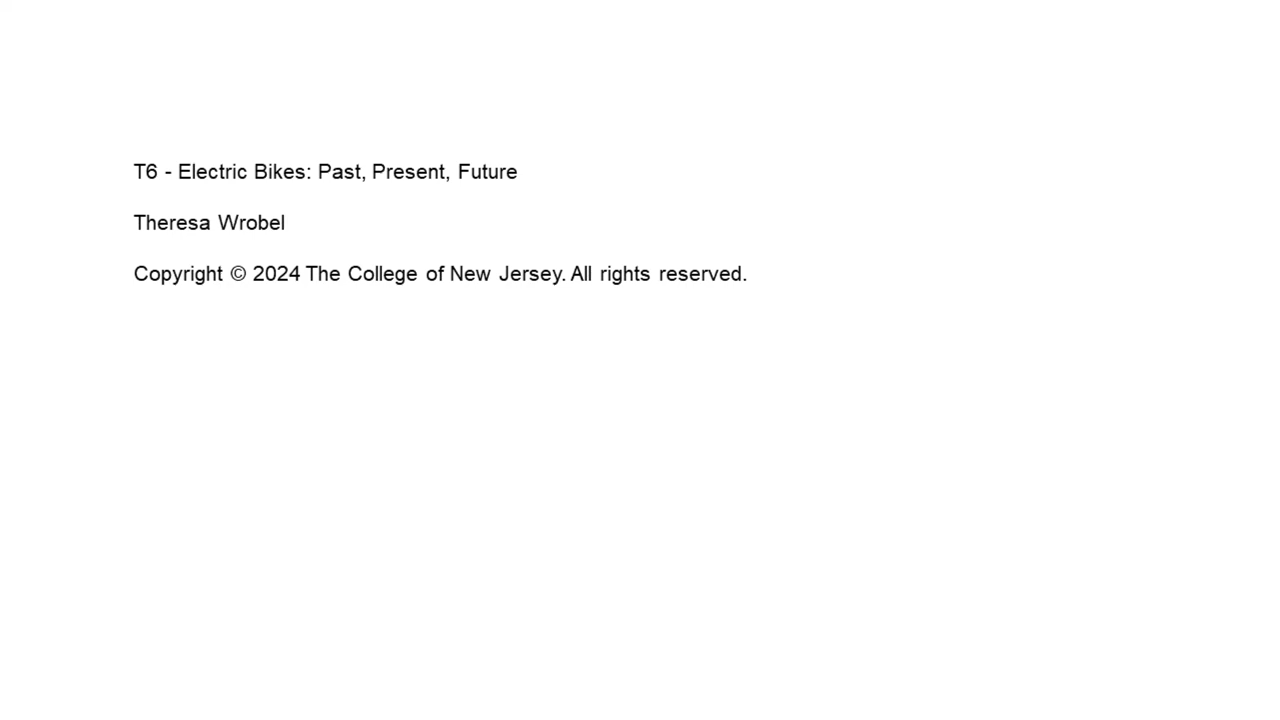 T6 - Electric Bikes: Past, Present, Future
Theresa Wrobel
Copyright © 2024 The College of New Jersey. All rights reserved.